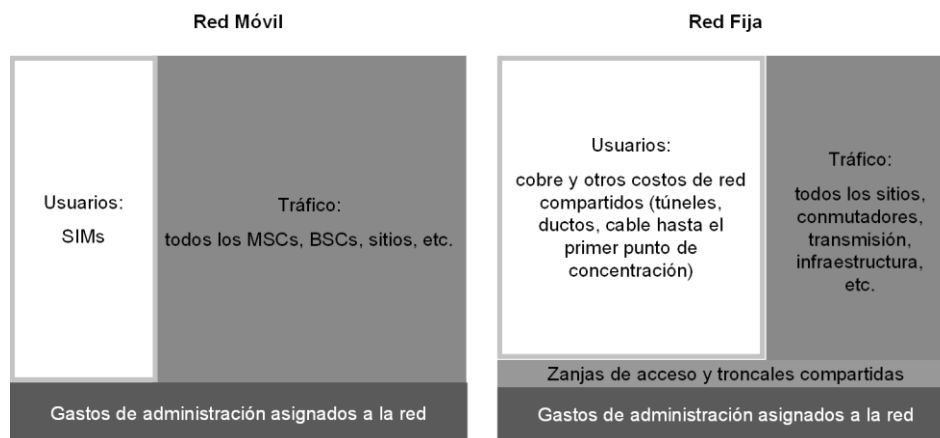 Red Móvil
Usuarios:
SIMs
Tráfico:
todos los MSCs, BSCs, sitios, etc.
Gastos de administración asignados a la red
Red Fija
Usuarios:
cobre y otros costos de red
compartidos (túneles,
ductos, cable hasta el
primer punto de
concentración)
Tráfico:
todos los sitios,
conmutadores,
transmisión,
infraestructura,
etc.
Zanjas de acceso y troncales compartidas
Gastos de administración asignados a la red